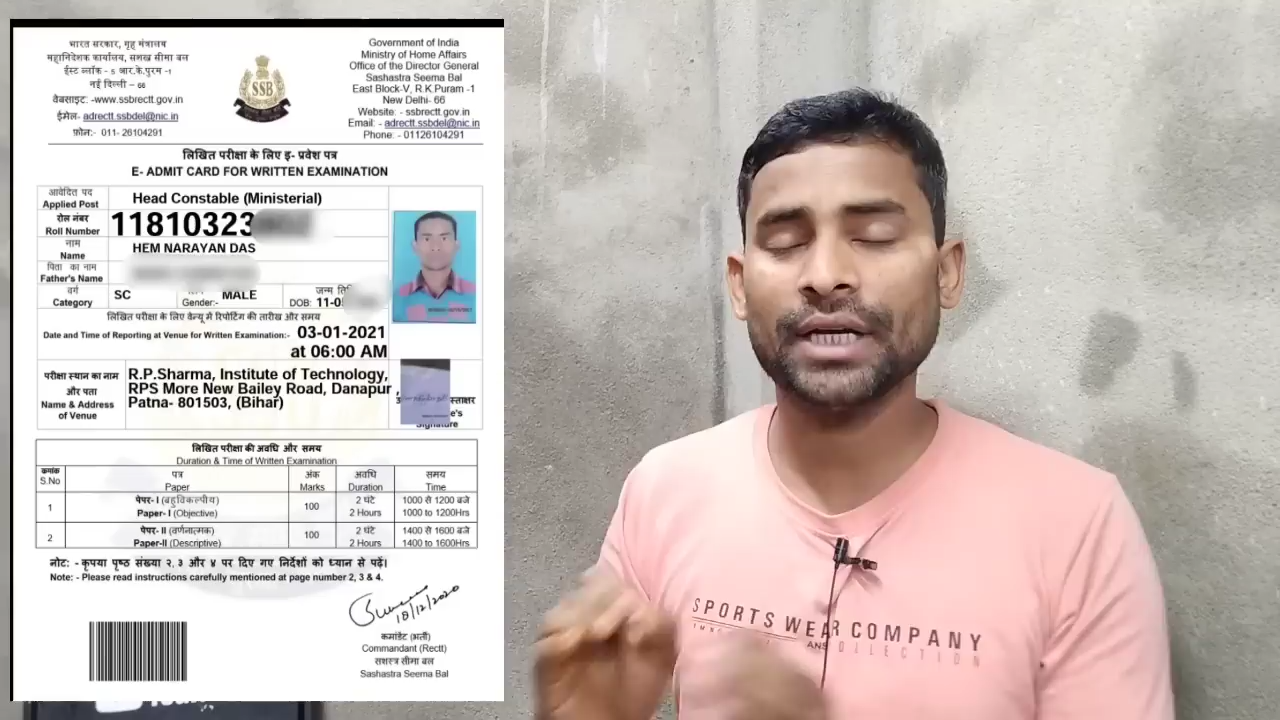 भारत सरकार, गृह मंत्रालय
महानिदेशक कार्यालय, सशस्त्र सीमा बल
ईस्ट ब्लॉक - 5 आर.के.पुरम -1
नई दिल्ली – 66
वेबसाइट: -www.ssbrectt.gov.in
ईमेल- adrectt.ssbdel@nic.in
फ़ोन:- 011- 26104291
SSB
Government of India
Ministry of Home Affairs
Office of the Director General
Sashastra Seema Bal
East Block-V, R.K.Puram -1
New Delhi- 66
Website: - ssbrectt.gov.in
Email: - adrectt.ssbdel@nic.in
Phone: - 01126104291
लिखित परीक्षा के लिए इ- प्रवेश पत्र
E- ADMIT CARD FOR WRITTEN EXAMINATION
आवेदित पद
Applied Post
Head Constable (Ministerial)
रोल नंबर
Roll Number
11810323
नाम
Name
HEM NARAYAN DAS
पिता का नाम
Father's Name
वर्ग
Category
SC
Gender:-
MALE
जन्म
DOB: 11-0
लिखित परीक्षा के लिए वेन्यू में रिपोर्टिंग की तारीख और समय
Date and Time of Reporting at Venue for Written Examination:- 03-01-2021
at 06:00 AM
परीक्षा स्थान का नाम
और पता
Name & Address
of Venue
R.P.Sharma, Institute of Technology,
RPS More New Bailey Road, Danapur ,
Patna- 801503, (Bihar)
स्ताक्षर
e's
Signature
लिखित परीक्षा की अवधि और समय
Duration & Time of Written Examination
क्रमांक
S.No
पत्र
Paper
अंक
Marks
अवधि
Duration
समय
Time
1
पेपर- I (बहुविकल्पीय)
Paper- I (Objective)
100
2 घंटे
2 Hours
1000 से 1200 बजे
1000 to 1200Hrs
2
पेपर- II (वर्णनात्मक)
Paper-II (Descriptive)
100
2 घंटे
2 Hours
1400 से 1600 बजे
1400 to 1600Hrs
नोट: - कृपया पृष्ठ संख्या २, ३ और ४ पर दिए गए निर्देशों को ध्यान से पढ़ें।
Note: - Please read instructions carefully mentioned at page number 2, 3 & 4.
18/12/2020
कमांडेंट (भर्ती)
Commandant (Rectt)
सशस्त्र सीमा बल
Sashastra Seema Bal
SPORTS WEAR COMPANY